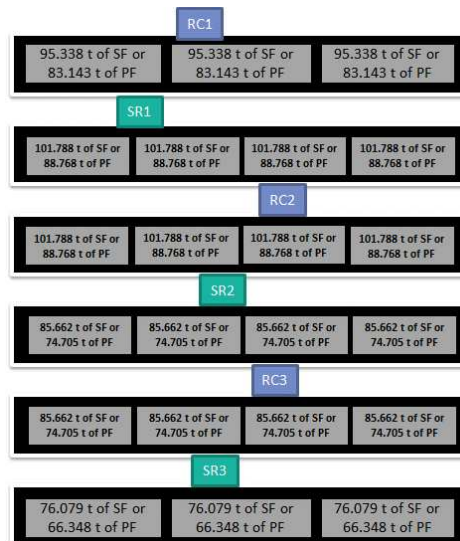 RC1
95.338 t of SF or
83.143 t of PF
95.338 t of SF or
83.143 t of PF
95.338 t of SF or
83.143 t of PF
SR1
101.788 t of SF or
88.768 t of PF
101.788 t of SF or
88.768 t of PF
101.788 t of SF or
88.768 t of PF
101.788 t of SF or
88.768 t of PF
RC2
101.788 t of SF or
88.768 t of PF
101.788 t of SF or
88.768 t of PF
101.788 t of SF or
88.768 t of PF
101.788 t of SF or
88.768 t of PF
SR2
85.662 t of SF or
74.705 t of PF
85.662 t of SF or
74.705 t of PF
85.662 t of SF or
74.705 t of PF
85.662 t of SF or
74.705 t of PF
RC3
85.662 t of SF or
74.705 t of PF
85.662 t of SF or
74.705 t of PF
85.662 t of SF or
74.705 t of PF
85.662 t of SF or
74.705 t of PF
SR3
76.079 t of SF or
66.348 t of PF
76.079 t of SF or
66.348 t of PF
76.079 t of SF or
66.348 t of PF